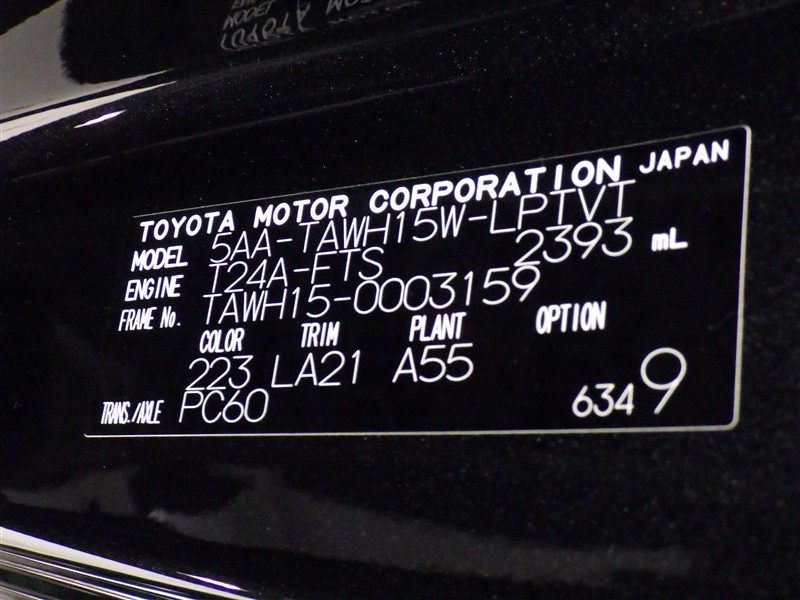 TOYOTA MOTOR CORPORATION JAPAN
MODEL 5AA-TAWH15W-LPTVT
ENGINE T24A-FTS 2393 mL
FRAME No. TAWH15-0003159
COLOR TRIM PLANT OPTION
223 LA21 A55
TRANS./AXLE PC60 6349